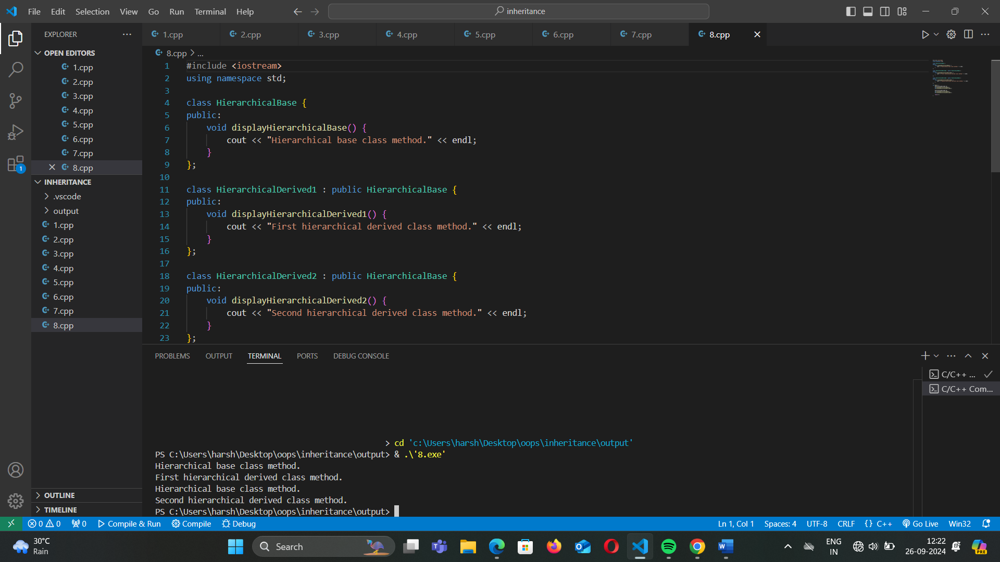 File Edit Selection View Go Run Terminal Help
inheritance
EXPLORER
OPEN EDITORS
1.cpp
2.cpp
3.cpp
4.cpp
5.cpp
6.cpp
7.cpp
8.cpp
INHERITANCE
.vscode
output
1.cpp
2.cpp
3.cpp
4.cpp
5.cpp
6.cpp
7.cpp
8.cpp
OUTLINE
TIMELINE
1
1.cpp 2.cpp 3.cpp 4.cpp 5.cpp 6.cpp 7.cpp 8.cpp
8.cpp > ...
1 #include <iostream>
2 using namespace std;
3
4 class HierarchicalBase {
5 public:
6 void displayHierarchicalBase() {
7 cout << "Hierarchical base class method." << endl;
8 }
9 };
10
11 class HierarchicalDerived1 : public HierarchicalBase {
12 public:
13 void displayHierarchicalDerived1() {
14 cout << "First hierarchical derived class method." << endl;
15 }
16 };
17
18 class HierarchicalDerived2 : public HierarchicalBase {
19 public:
20 void displayHierarchicalDerived2() {
21 cout << "Second hierarchical derived class method." << endl;
22 }
23 };
PROBLEMS OUTPUT TERMINAL PORTS DEBUG CONSOLE
C/C++ ...
C/C++ Com...
> cd 'c:\Users\harsh\Desktop\oops\inheritance\output'
PS C:\Users\harsh\Desktop\oops\inheritance\output> & .\'8.exe'
Hierarchical base class method.
First hierarchical derived class method.
Hierarchical base class method.
Second hierarchical derived class method.
PS C:\Users\harsh\Desktop\oops\inheritance\output>
0 0 0 Compile & Run Compile Debug Ln 1, Col 1 Spaces: 4 UTF-8 CRLF {} C++ Go Live Win32
30°C
Rain
Search
ENG
IN
12:22
26-09-2024
PRE